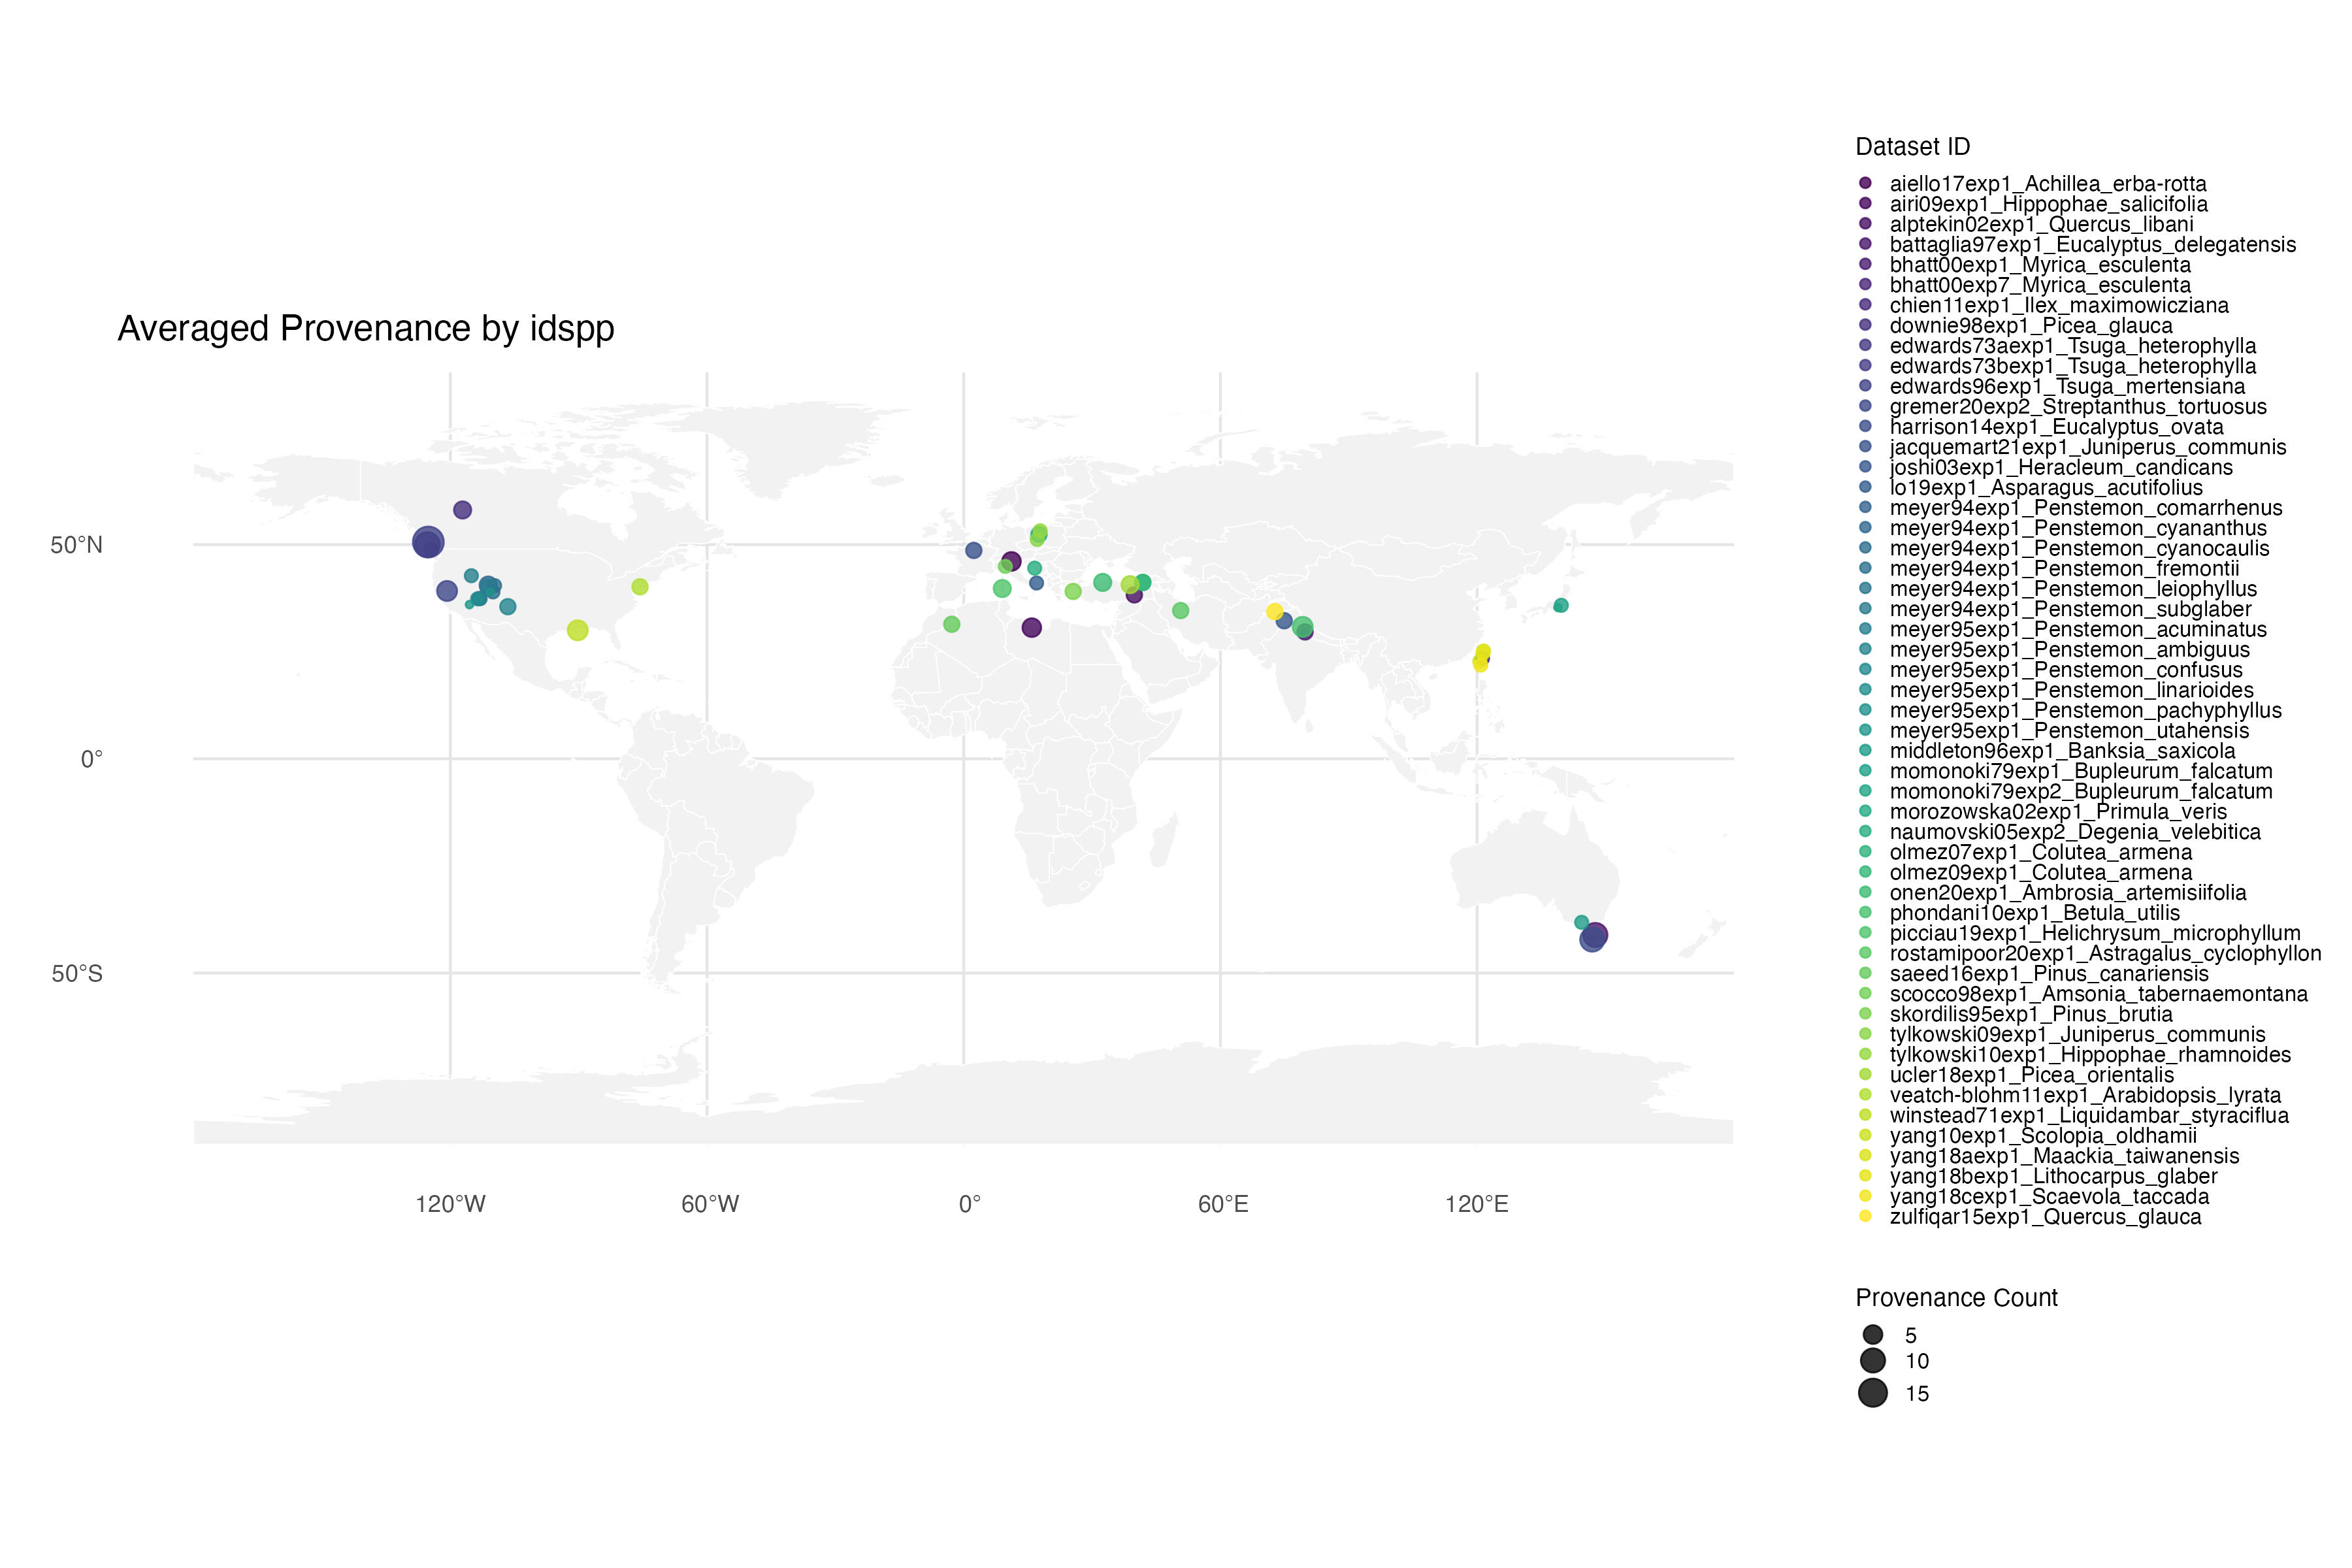 Averaged Provenance by idspp
50°N
0°
50°S
120°W
60°W
0°
60°E
120°E
Dataset ID
aiello17exp1_Achillea_erba-rotta
airi09exp1_Hippophae_salicifolia
alptekin02exp1_Quercus_libani
battaglia97exp1_Eucalyptus_delegatensis
bhatt00exp1_Myrica_esculenta
bhatt00exp7_Myrica_esculenta
chien11exp1_Ilex_maximowicziana
downie98exp1_Picea_glauca
edwards73aexp1_Tsuga_heterophylla
edwards73bexp1_Tsuga_heterophylla
edwards96exp1_Tsuga_mertensiana
gremer20exp2_Streptanthus_tortuosus
harrison14exp1_Eucalyptus_ovata
jacquemart21exp1_Juniperus_communis
joshi03exp1_Heracleum_candicans
lo19exp1_Asparagus_acutifolius
meyer94exp1_Penstemon_comarrhenus
meyer94exp1_Penstemon_cyananthus
meyer94exp1_Penstemon_cyanocaulis
meyer94exp1_Penstemon_fremontii
meyer94exp1_Penstemon_leiophyllus
meyer94exp1_Penstemon_subglaber
meyer95exp1_Penstemon_acuminatus
meyer95exp1_Penstemon_ambiguus
meyer95exp1_Penstemon_confusus
meyer95exp1_Penstemon_linarioides
meyer95exp1_Penstemon_pachyphyllus
meyer95exp1_Penstemon_utahensis
middleton96exp1_Banksia_saxicola
momonoki79exp1_Bupleurum_falcatum
momonoki79exp2_Bupleurum_falcatum
morozowska02exp1_Primula_veris
naumovski05exp2_Degenia_velebitica
olmez07exp1_Colutea_armena
olmez09exp1_Colutea_armena
onen20exp1_Ambrosia_artemisiifolia
phondani10exp1_Betula_utilis
picciau19exp1_Helichrysum_microphyllum
rostamipoor20exp1_Astragalus_cyclophyllon
saeed16exp1_Pinus_canariensis
scocco98exp1_Amsonia_tabernaemontana
skordilis95exp1_Pinus_brutia
tylkowski09exp1_Juniperus_communis
tylkowski10exp1_Hippophae_rhamnoides
ucler18exp1_Picea_orientalis
veatch-blohm11exp1_Arabidopsis_lyrata
winstead71exp1_Liquidambar_styraciflua
yang10exp1_Scolopia_oldhamii
yang18aexp1_Maackia_taiwanensis
yang18bexp1_Lithocarpus_glaber
yang18cexp1_Scaevola_taccada
zulfiqar15exp1_Quercus_glauca
Provenance Count
5
10
15